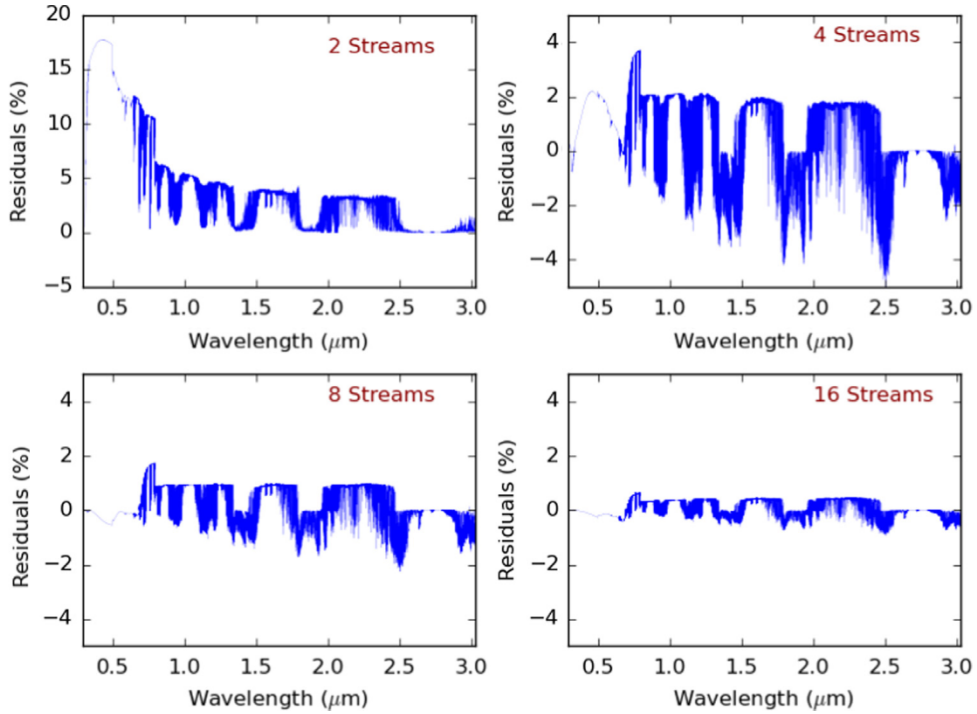 2 Streams
20
15
10
5
0
−5
Residuals (%)
0.5 1.0 1.5 2.0 2.5 3.0
Wavelength (μm)
4 Streams
4
2
0
−2
−4
Residuals (%)
0.5 1.0 1.5 2.0 2.5 3.0
Wavelength (μm)
8 Streams
4
2
0
−2
−4
Residuals (%)
0.5 1.0 1.5 2.0 2.5 3.0
Wavelength (μm)
16 Streams
4
2
0
−2
−4
Residuals (%)
0.5 1.0 1.5 2.0 2.5 3.0
Wavelength (μm)